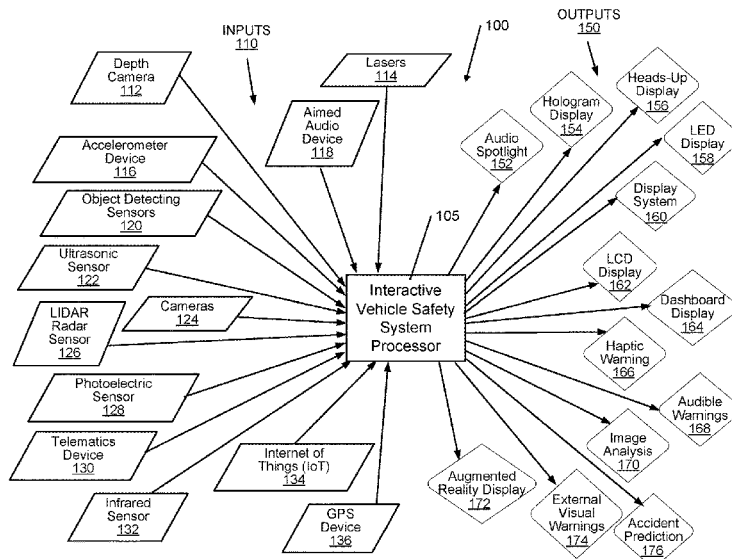 INPUTS
110
100
OUTPUTS
150
Depth
Camera
112
Lasers
114
Accelerometer
Device
116
Aimed
Audio
Device
118
Object Detecting
Sensors
120
Ultrasonic
Sensor
122
Cameras
124
LIDAR
Radar
Sensor
126
Photoelectric
Sensor
128
Telematics
Device
130
Infrared
Sensor
132
Internet of
Things (IoT)
134
GPS
Device
136
105
Interactive
Vehicle Safety
System
Processor
Audio
Spotlight
152
Hologram
Display
154
Heads-Up
Display
156
LED
Display
158
Display
System
160
LCD
Display
162
Dashboard
Display
164
Haptic
Warning
166
Audible
Warnings
168
Image
Analysis
170
Augmented
Reality Display
172
External
Visual
Warnings
174
Accident
Prediction
176